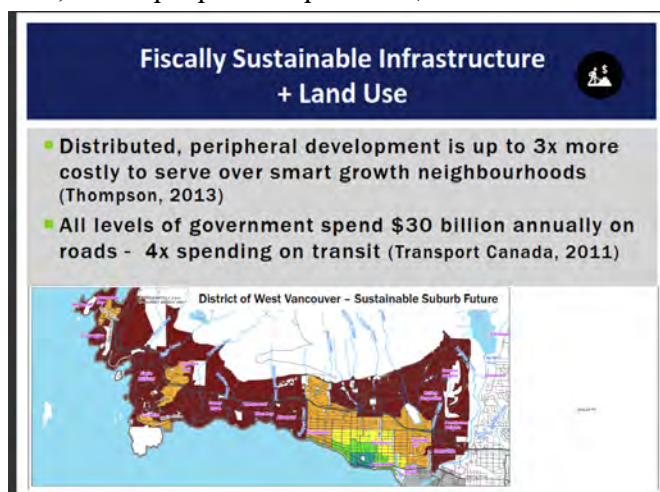 Fiscally Sustainable Infrastructure
+ Land Use
$
Distributed, peripheral development is up to 3x more
costly to serve over smart growth neighbourhoods
(Thompson, 2013)
All levels of government spend $30 billion annually on
roads - 4x spending on transit (Transport Canada, 2011)
District of West Vancouver – Sustainable Suburb Future